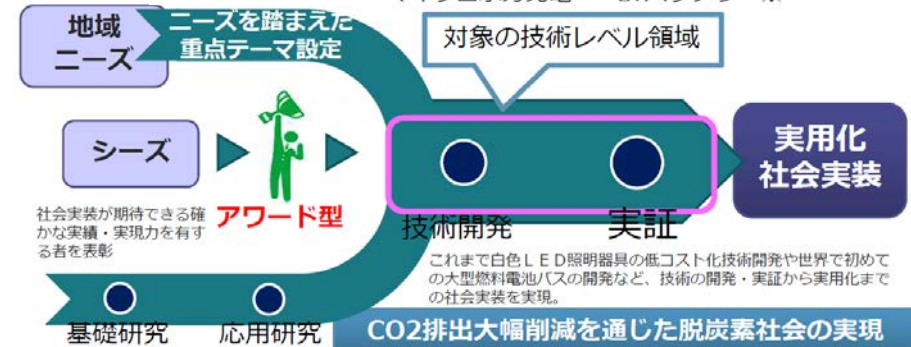 地域
ニーズ
ニーズを踏まえた
重点テーマ設定
対象の技術レベル領域
シーズ
アワード型
社会実装が期待できる確
かな実績・実現力を有す
る者を表彰
技術開発
実証
実用化
社会実装
これまで白色ＬＥＤ照明器具の低コスト化技術開発や世界で初めて
の大型燃料電池バスの開発など、技術の開発・実証から実用化まで
の社会実装を実現。
基礎研究
応用研究
CO2排出大幅削減を通じた脱炭素社会の実現